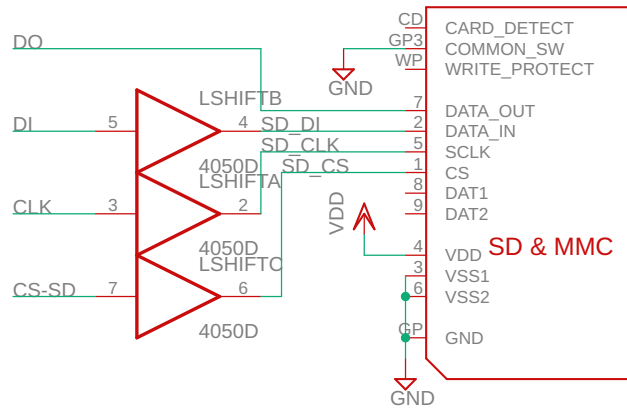 CD CARD_DETECT
DO GP3 COMMON_SW
WP WRITE_PROTECT
GND
LSHIFTB
7 DATA_OUT
DI 5 4 SD_DI 2 DATA_IN
SD_CLK 5 SCLK
4050D SD_CS 1 CS
LSHIFTA
8 DAT1
CLK 3 2 9 DAT2
VDD
4050D 4 VDD SD & MMC
LSHIFTC
3 VSS1
CS-SD 7 6 6 VSS2
4050D GP GND
GND